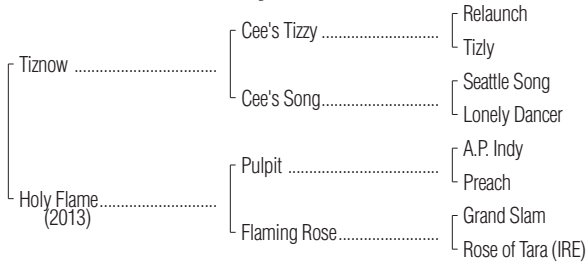 Relaunch
Cee's Tizzy ............................
Tizly
Tiznow ..................................
Seattle Song
Cee's Song............................
Lonely Dancer
A.P. Indy
Pulpit ....................................
Preach
Holy Flame............................
(2013)
Grand Slam
Flaming Rose........................
Rose of Tara (IRE)